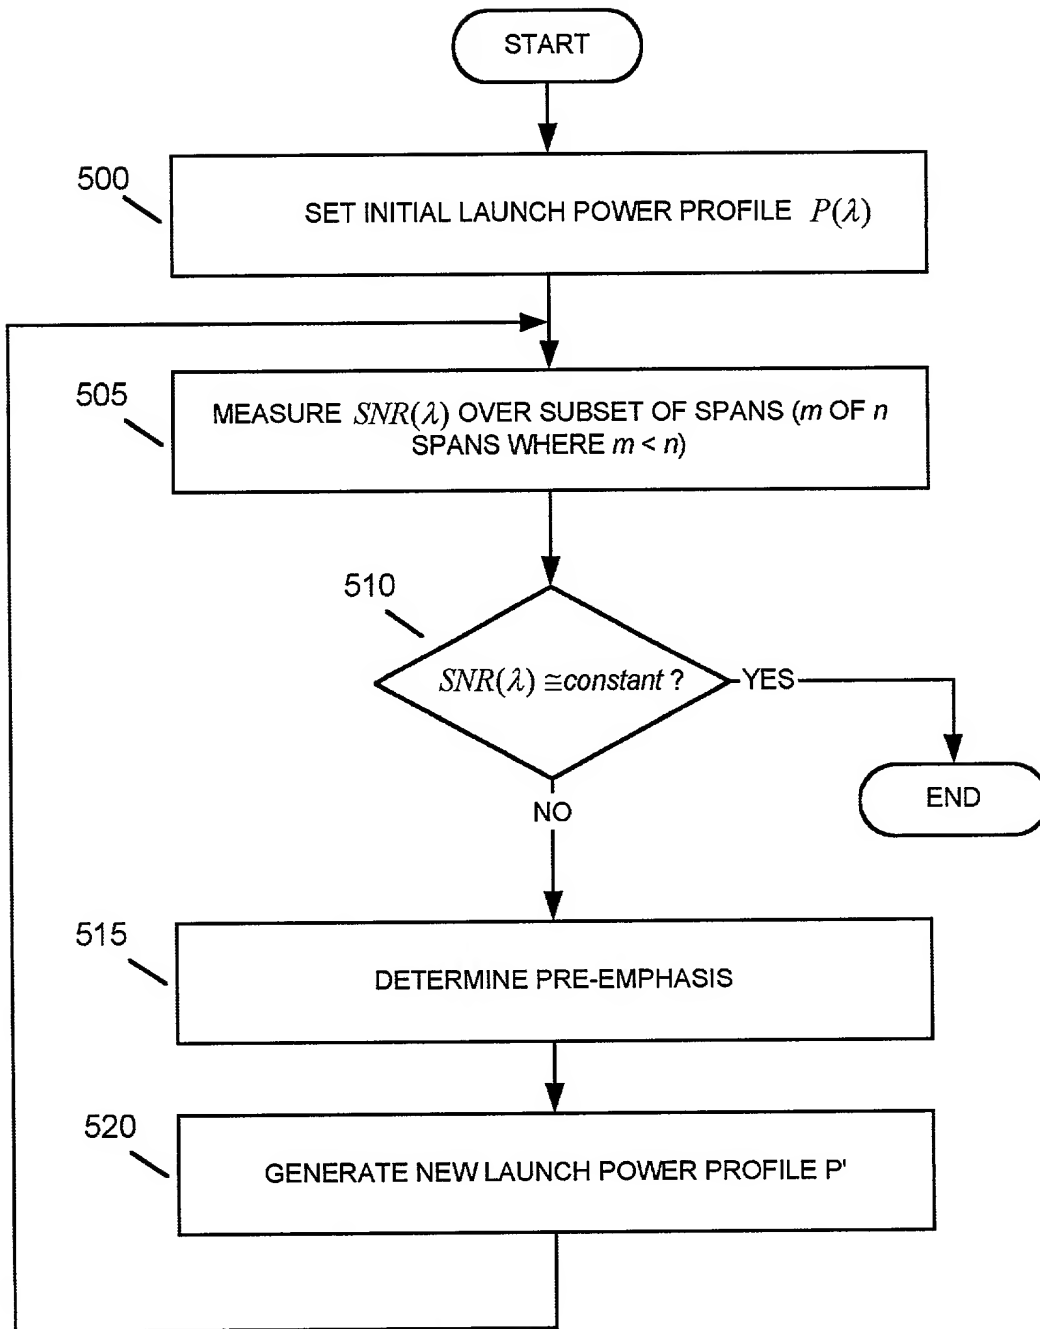 START
500
SET INITIAL LAUNCH POWER PROFILE P(λ)
505
MEASURE SNR(λ) OVER SUBSET OF SPANS (m OF n
SPANS WHERE m < n)
510
SNR(λ) ≅constant ?
YES
END
NO
515
DETERMINE PRE-EMPHASIS
520
GENERATE NEW LAUNCH POWER PROFILE P'